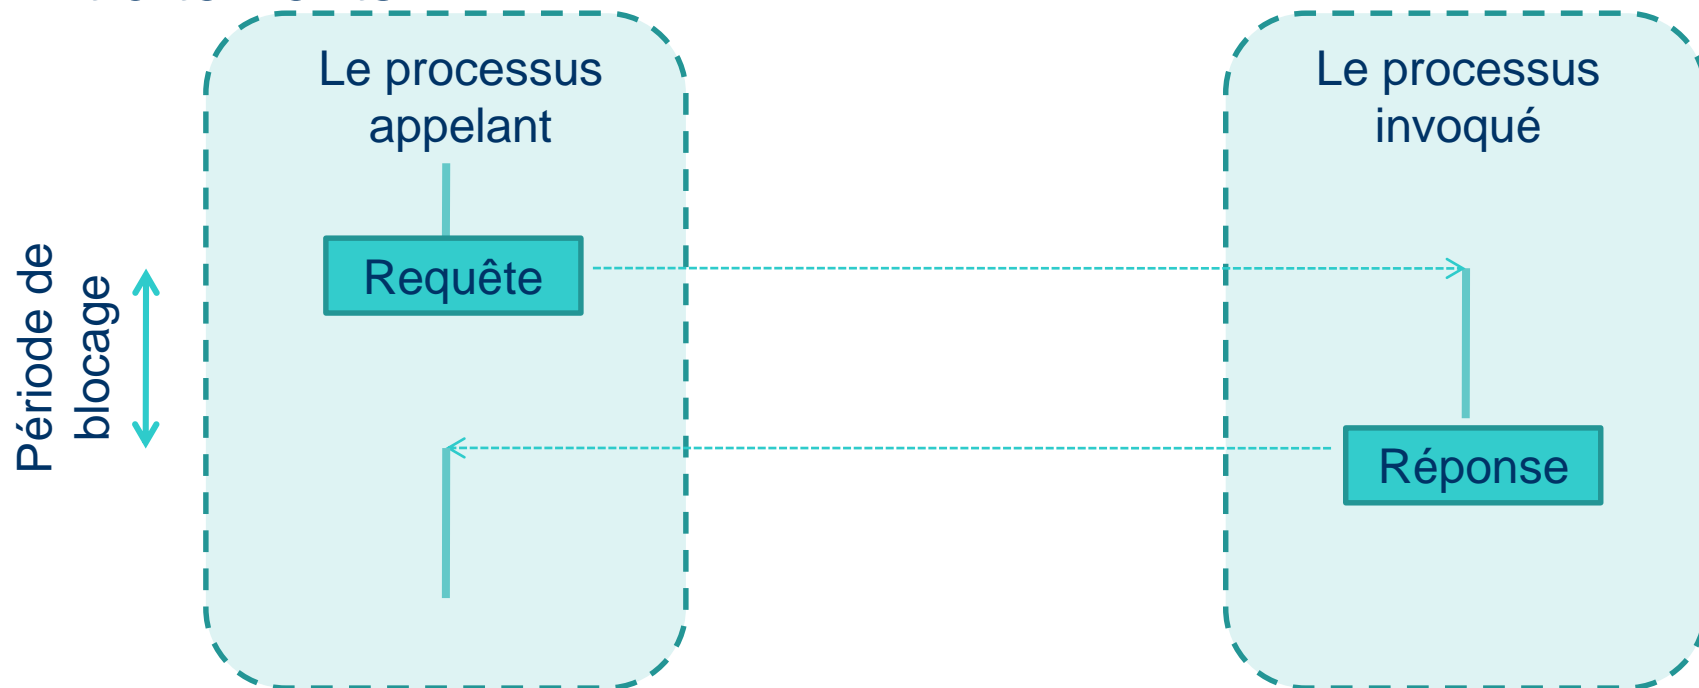 Le processus
appelant
Le processus
invoqué
Requête
Période de
blocage
Réponse